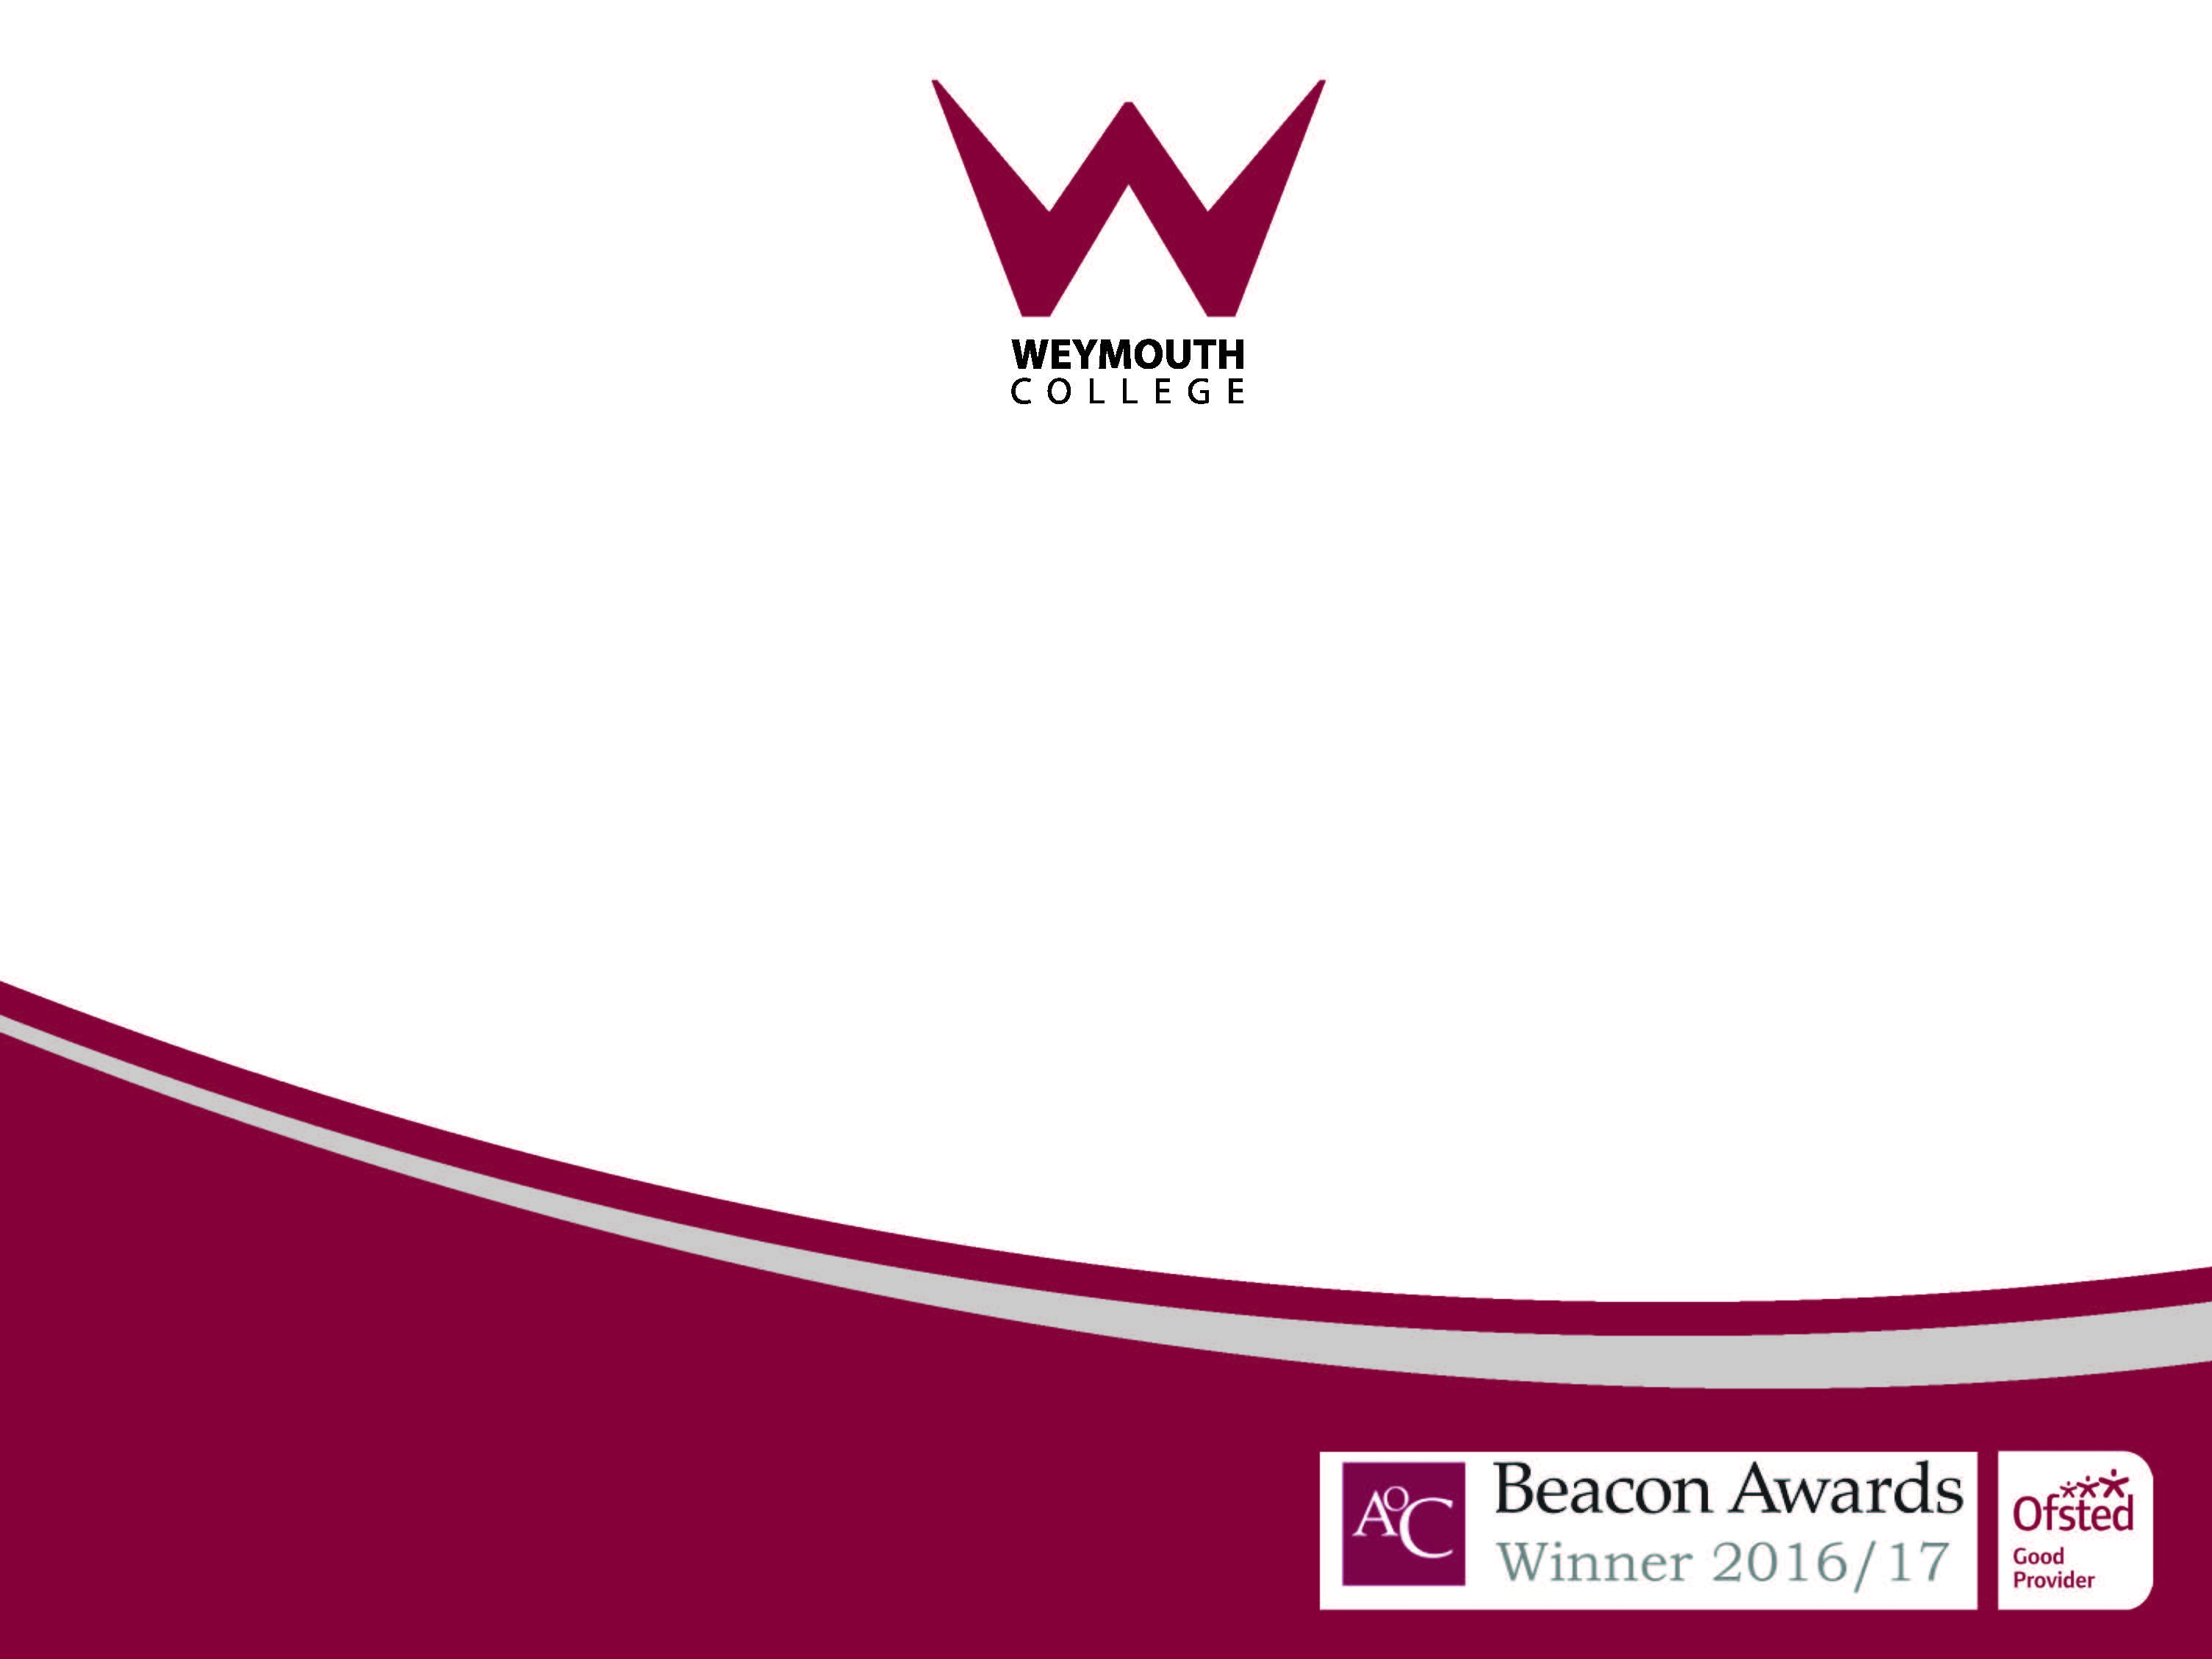 WEYMOUTH
COLLEGE
AoC
Beacon Awards
Winner 2016/17
Ofsted
Good
Provider